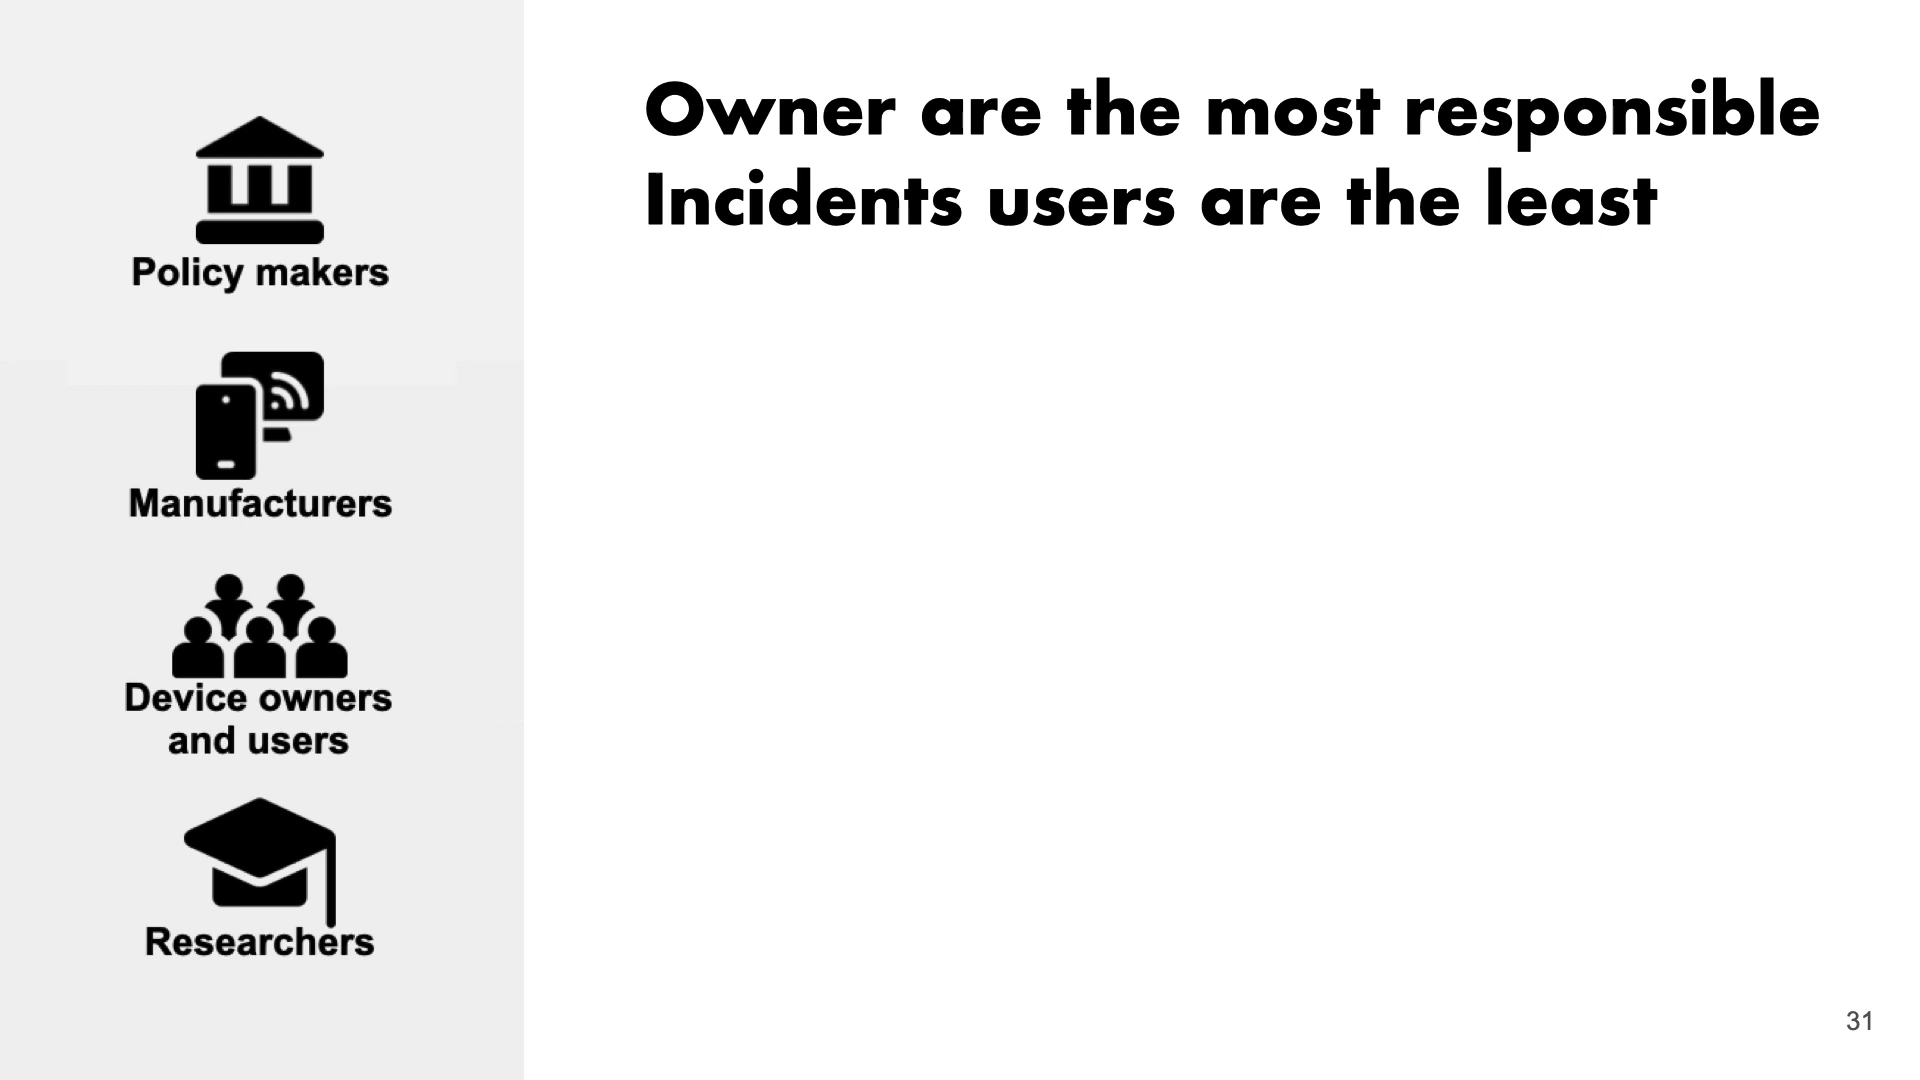 Policy makers
Manufacturers
Device owners
and users
Researchers
Owner are the most responsible
Incidents users are the least
31